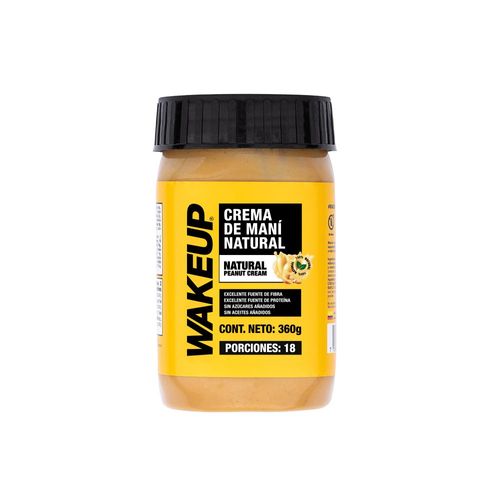 WAKEUP
CREMA
DE MANÍ
NATURAL
NATURAL
PEANUT CREAM
EXCELENTE FUENTE DE FIBRA
EXCELENTE FUENTE DE PROTEÍNA
SIN AZÚCARES AÑADIDOS
SIN ACEITES AÑADIDOS
CONT. NETO: 360g
PORCIONES: 18